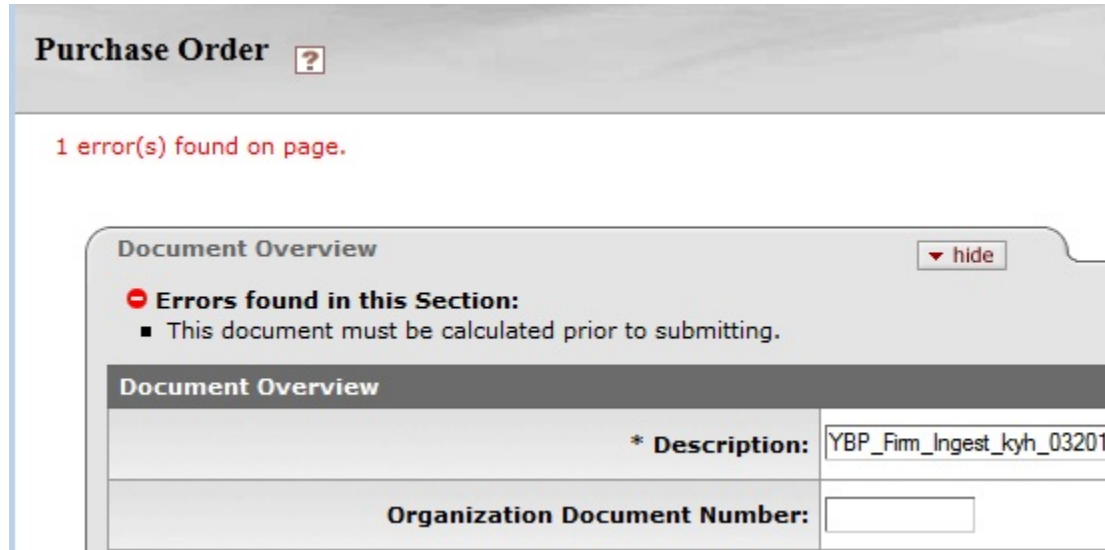 Purchase Order ?
1 error(s) found on page.
Document Overview
hide
Errors found in this Section:
This document must be calculated prior to submitting.
Document Overview
* Description: YBP_Firm_Ingest_kyh_03201
Organization Document Number: